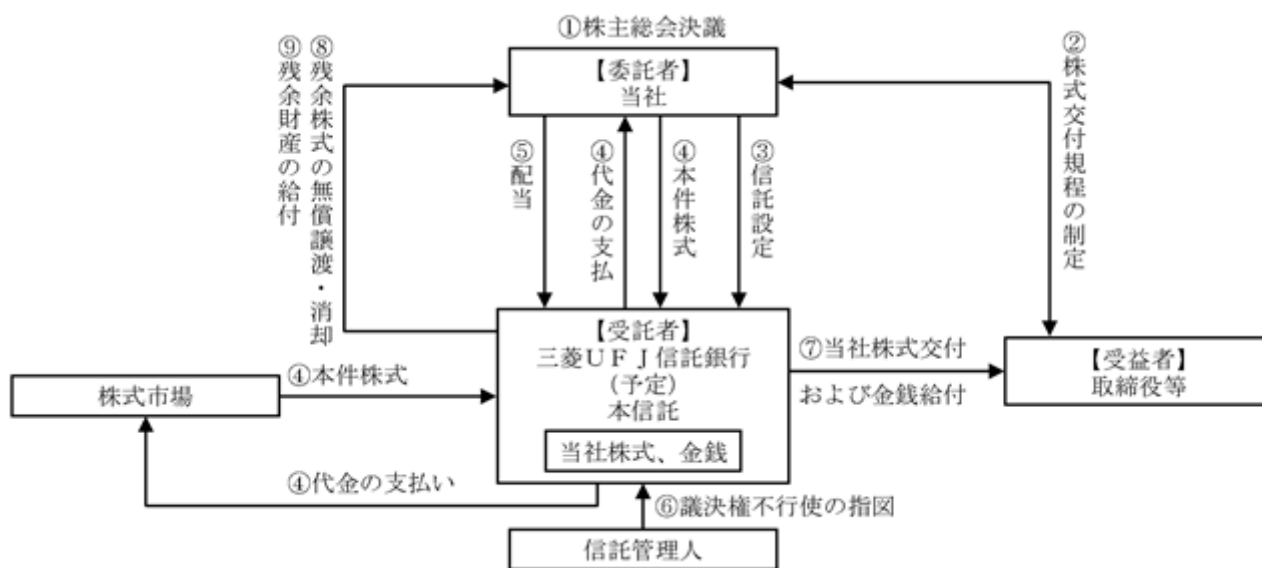 ①株主総会決議
【委託者】
当社
⑨残余財産の給付
⑧残余株式の無償譲渡・消却
⑤配当
④代金の支払
④本件株式
③信託設定
②株式交付規程の制定
【受託者】
三菱ＵＦＪ信託銀行
（予定）
本信託
当社株式、金銭
株式市場
④本件株式
④代金の支払い
⑦当社株式交付
および金銭給付
【受益者】
取締役等
⑥議決権不行使の指図
信託管理人